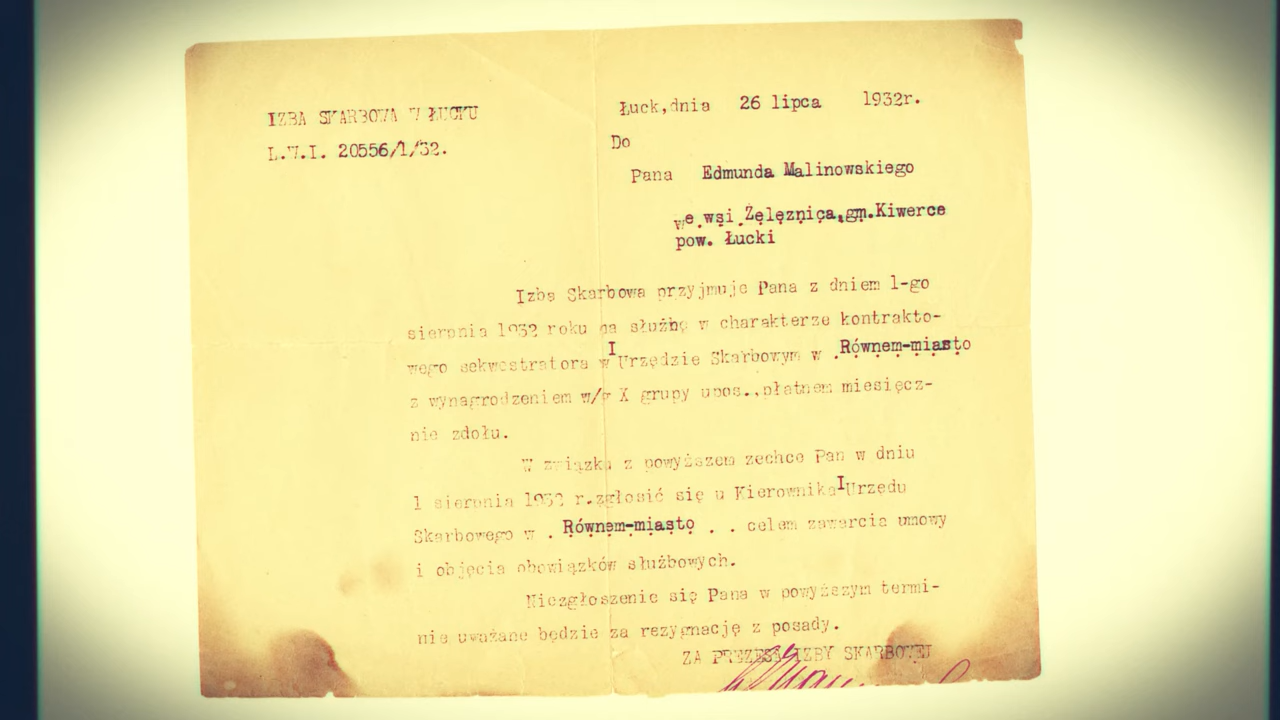 IZBA SKARBOWA W ŁUCKU
L.W.I. 20556/1/32.
Łuck,dnia 26 lipca 1932r.
Do
Pana Edmunda Malinowskiego
we wsi Żeleznica,gm.Kiwerce
pow. Łucki
Izba Skarbowa przyjmuje Pana z dniem 1-go
sierpnia 1932 roku na służbę w charakterze kontrakto-
wego sekwestratora w I Urzędzie Skarbowym w .Równem-miasto
z wynagrodzeniem w/g X grupy upos.,płatnem miesięcz-
nie zdołu.
W związku z powyższem zechce Pan w dniu
1 sierpnia 1932 r.zgłosić się u Kierownika I Urzędu
Skarbowego w . Równem-miasto . . celem zawarcia umowy
i objęcia obowiązków służbowych.
Niezgłoszenie się Pana w powyższym termi-
nie uważane będzie za rezygnację z posady.
ZA PREZESA IZBY SKARBOWEJ